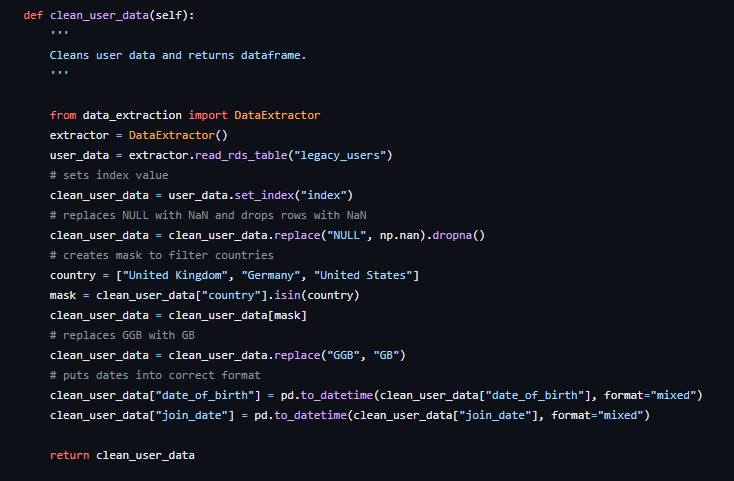 def clean_user_data(self):
    '''
    Cleans user data and returns dataframe.
    '''

    from data_extraction import DataExtractor
    extractor = DataExtractor()
    user_data = extractor.read_rds_table("legacy_users")
    # sets index value
    clean_user_data = user_data.set_index("index")
    # replaces NULL with NaN and drops rows with NaN
    clean_user_data = clean_user_data.replace("NULL", np.nan).dropna()
    # creates mask to filter countries
    country = ["United Kingdom", "Germany", "United States"]
    mask = clean_user_data["country"].isin(country)
    clean_user_data = clean_user_data[mask]
    # replaces GGB with GB
    clean_user_data = clean_user_data.replace("GGB", "GB")
    # puts dates into correct format
    clean_user_data["date_of_birth"] = pd.to_datetime(clean_user_data["date_of_birth"], format="mixed")
    clean_user_data["join_date"] = pd.to_datetime(clean_user_data["join_date"], format="mixed")

    return clean_user_data